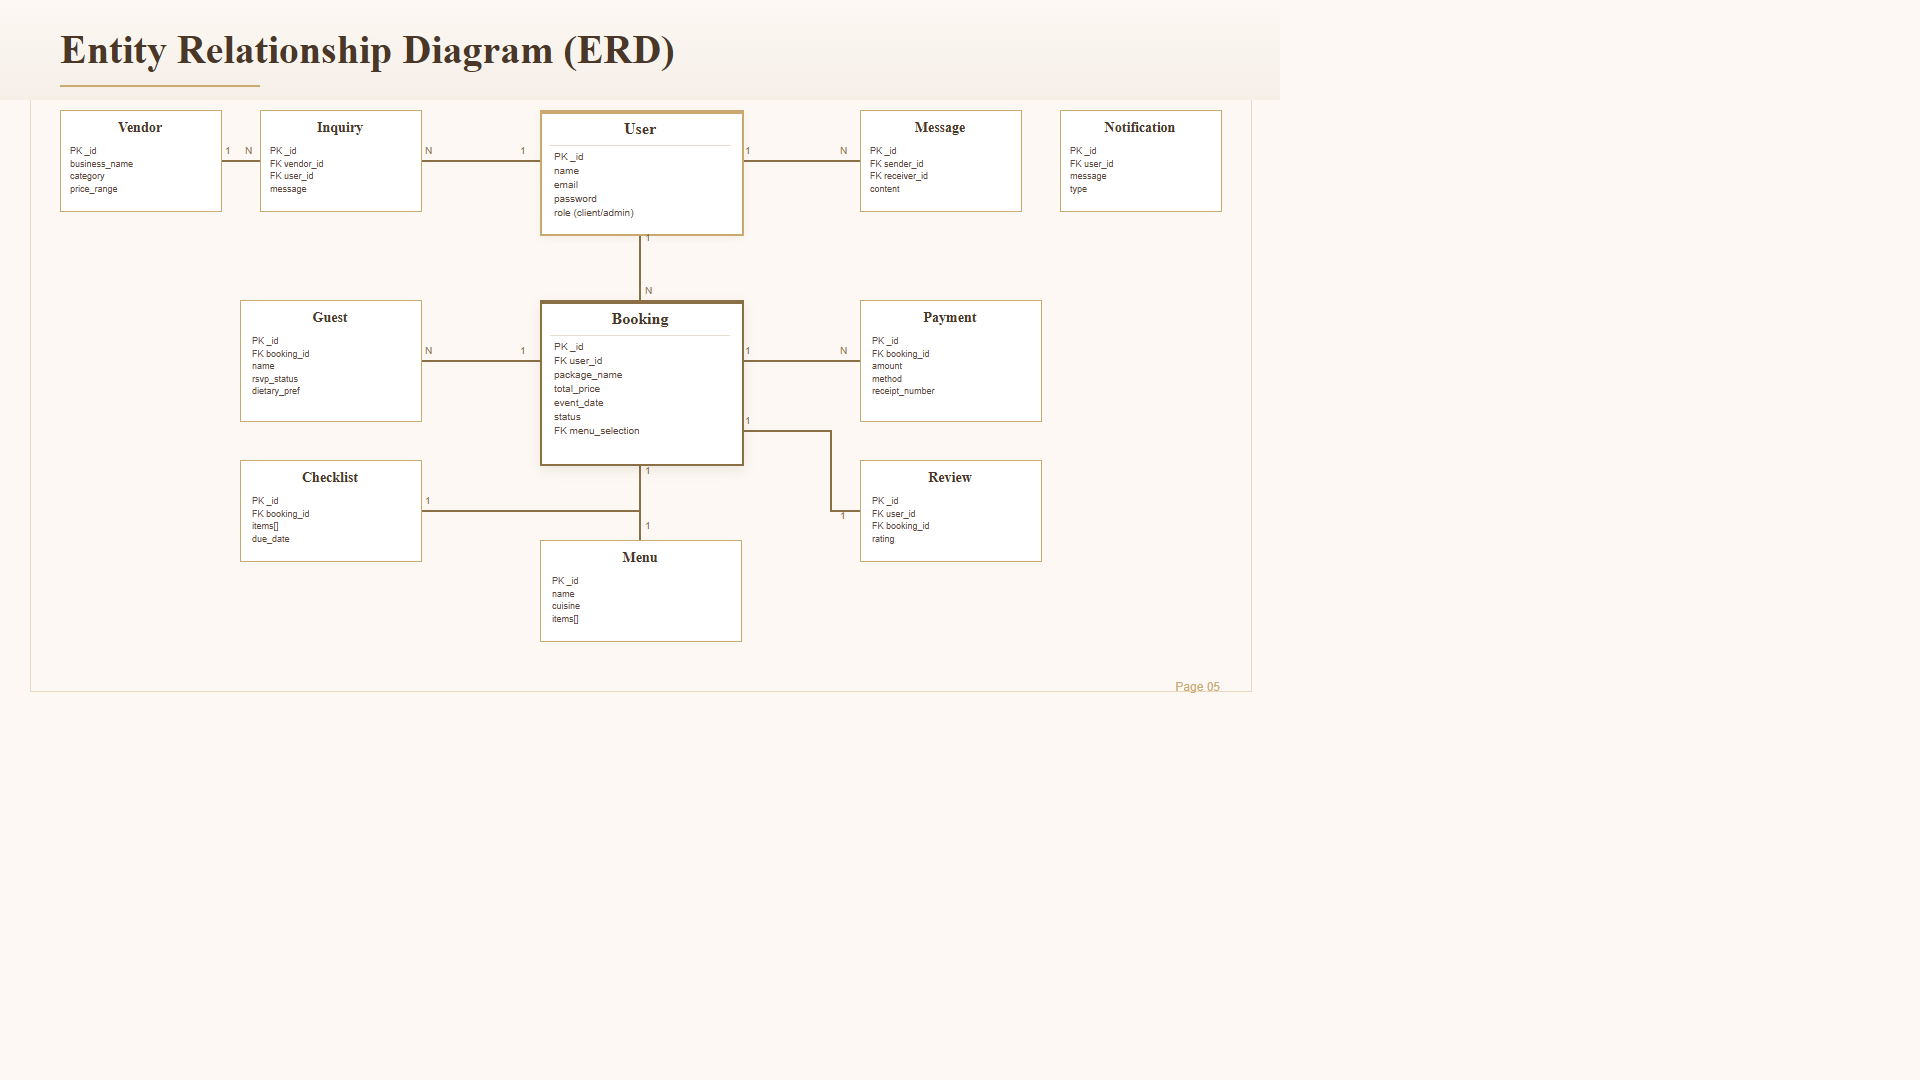 Entity Relationship Diagram (ERD)
Vendor
PK _id
business_name
category
price_range
1 N
Inquiry
PK _id
FK vendor_id
FK user_id
message
N 1
User
PK _id
name
email
password
role (client/admin)
1 N
Message
PK _id
FK sender_id
FK receiver_id
content
Notification
PK _id
FK user_id
message
type
1
N
Guest
PK _id
FK booking_id
name
rsvp_status
dietary_pref
N 1
Booking
PK _id
FK user_id
package_name
total_price
event_date
status
FK menu_selection
1 N
Payment
PK _id
FK booking_id
amount
method
receipt_number
1
1
Checklist
PK _id
FK booking_id
items[]
due_date
1
1
1
Review
PK _id
FK user_id
FK booking_id
rating
Menu
PK _id
name
cuisine
items[]
Page 05